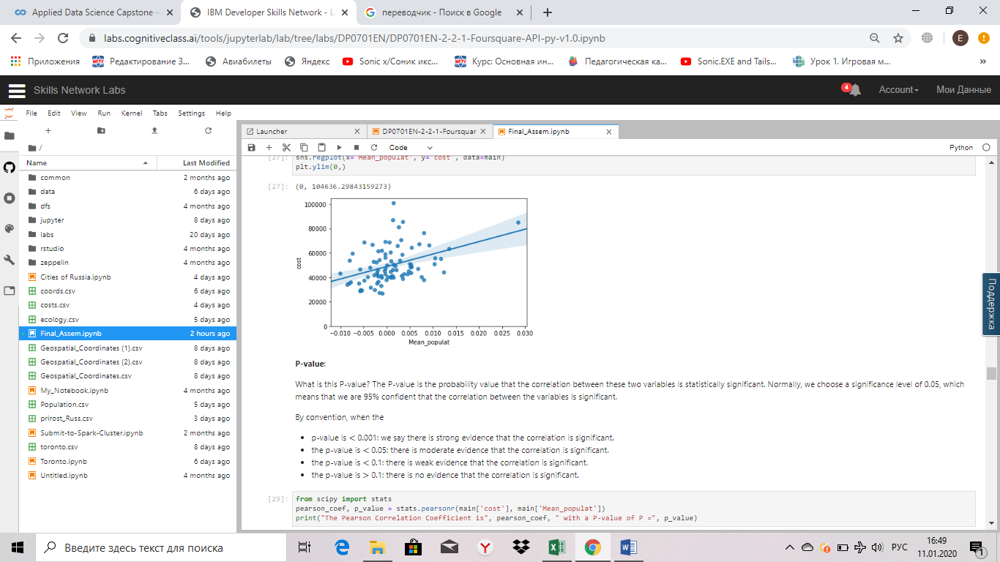 Applied Data Science Capstone –
IBM Developer Skills Network - L
переводчик - Поиск в Google
labs.cognitiveclass.ai/tools/jupyterlab/lab/tree/labs/DP0701EN/DP0701EN-2-2-1-Foursquare-API-py-v1.0.ipynb
E
Приложения
Редактирование З...
Авиабилеты
Яндекс
Sonic x/Соник икс...
Курс: Основная ин...
Педагогическая ка...
Sonic.EXE and Tails...
Урок 1. Игровая м...
Skills Network Labs
4
Account
Мои Данные
File Edit View Run Kernel Tabs Settings Help
/
Name Last Modified
common 2 months ago
data 6 days ago
dfs 4 months ago
jupyter 8 days ago
labs 20 days ago
rstudio 4 months ago
zeppelin 4 months ago
Cities of Russia.ipynb 4 days ago
coords.csv 6 days ago
costs.csv 4 days ago
ecology.csv 5 days ago
Final_Assem.ipynb 2 hours ago
Geospatial_Coordinates (1).csv 8 days ago
Geospatial_Coordinates (2).csv 8 days ago
Geospatial_Coordinates.csv 8 days ago
My_Notebook.ipynb 4 months ago
Population.csv 5 days ago
prirost_Russ.csv 3 days ago
Submit-to-Spark-Cluster.ipynb 2 months ago
toronto.csv 8 days ago
Toronto.ipynb 6 days ago
Untitled.ipynb 4 months ago
Launcher
DP0701EN-2-2-1-Foursquar
Final_Assem.ipynb
Code
Python
[27]: sns.regplot(x="Mean_populat", y="cost", data=main)
plt.ylim(0,)
[27]: (0, 104636.29843159273)
100000
80000
60000
40000
20000
0
cost
−0.010 −0.005 0.000 0.005 0.010 0.015 0.020 0.025 0.030
Mean_populat
P-value:
What is this P-value? The P-value is the probability value that the correlation between these two variables is statistically significant. Normally, we choose a significance level of 0.05, which
means that we are 95% confident that the correlation between the variables is significant.
By convention, when the
• p-value is < 0.001: we say there is strong evidence that the correlation is significant.
• the p-value is < 0.05: there is moderate evidence that the correlation is significant.
• the p-value is < 0.1: there is weak evidence that the correlation is significant.
• the p-value is > 0.1: there is no evidence that the correlation is significant.
[29]: from scipy import stats
pearson_coef, p_value = stats.pearsonr(main['cost'], main['Mean_populat'])
print("The Pearson Correlation Coefficient is", pearson_coef, " with a P-value of P =", p_value)
Поддержка
Введите здесь текст для поиска
РУС
16:49
11.01.2020
1